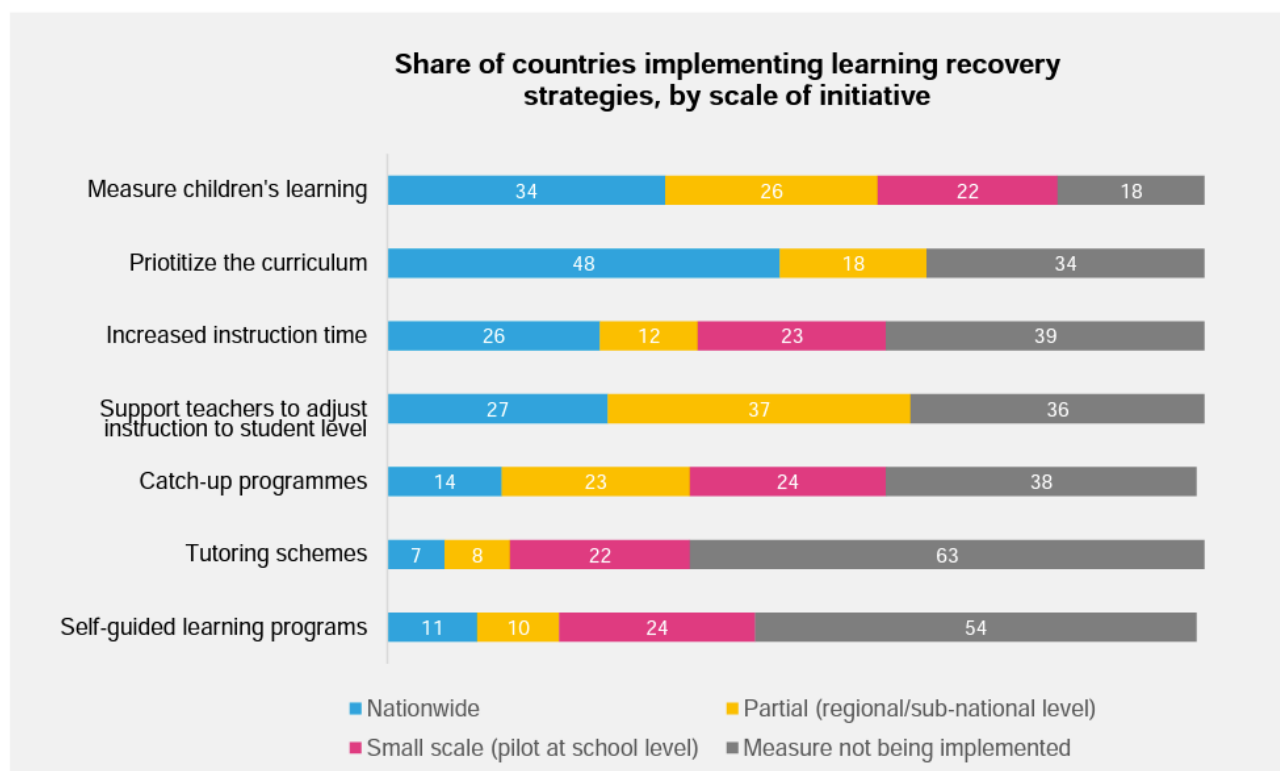 Share of countries implementing learning recovery
strategies, by scale of initiative
Measure children's learning
34 26 22 18
Priotitize the curriculum
48 18 34
Increased instruction time
26 12 23 39
Support teachers to adjust
instruction to student level
27 37 36
Catch-up programmes
14 23 24 38
Tutoring schemes
7 8 22 63
Self-guided learning programs
11 10 24 54
Nationwide
Partial (regional/sub-national level)
Small scale (pilot at school level)
Measure not being implemented